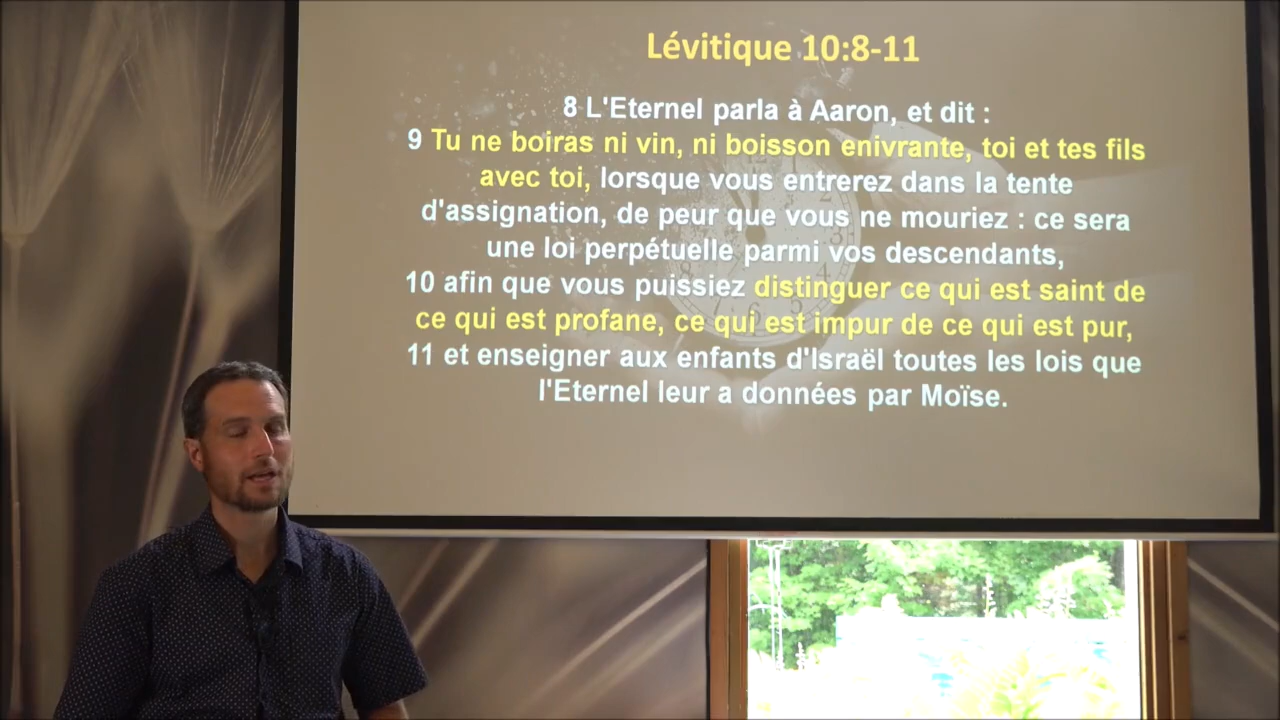 Lévitique 10:8-11
8 L'Eternel parla à Aaron, et dit :
9 Tu ne boiras ni vin, ni boisson enivrante, toi et tes fils
avec toi, lorsque vous entrerez dans la tente
d'assignation, de peur que vous ne mouriez : ce sera
une loi perpétuelle parmi vos descendants,
10 afin que vous puissiez distinguer ce qui est saint de
ce qui est profane, ce qui est impur de ce qui est pur,
11 et enseigner aux enfants d'Israël toutes les lois que
l'Eternel leur a données par Moïse.